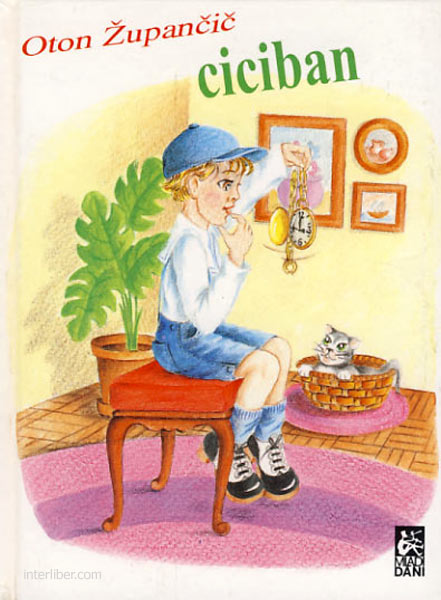 Oton Župančič
ciciban
MLADI
DANI
interliber.com